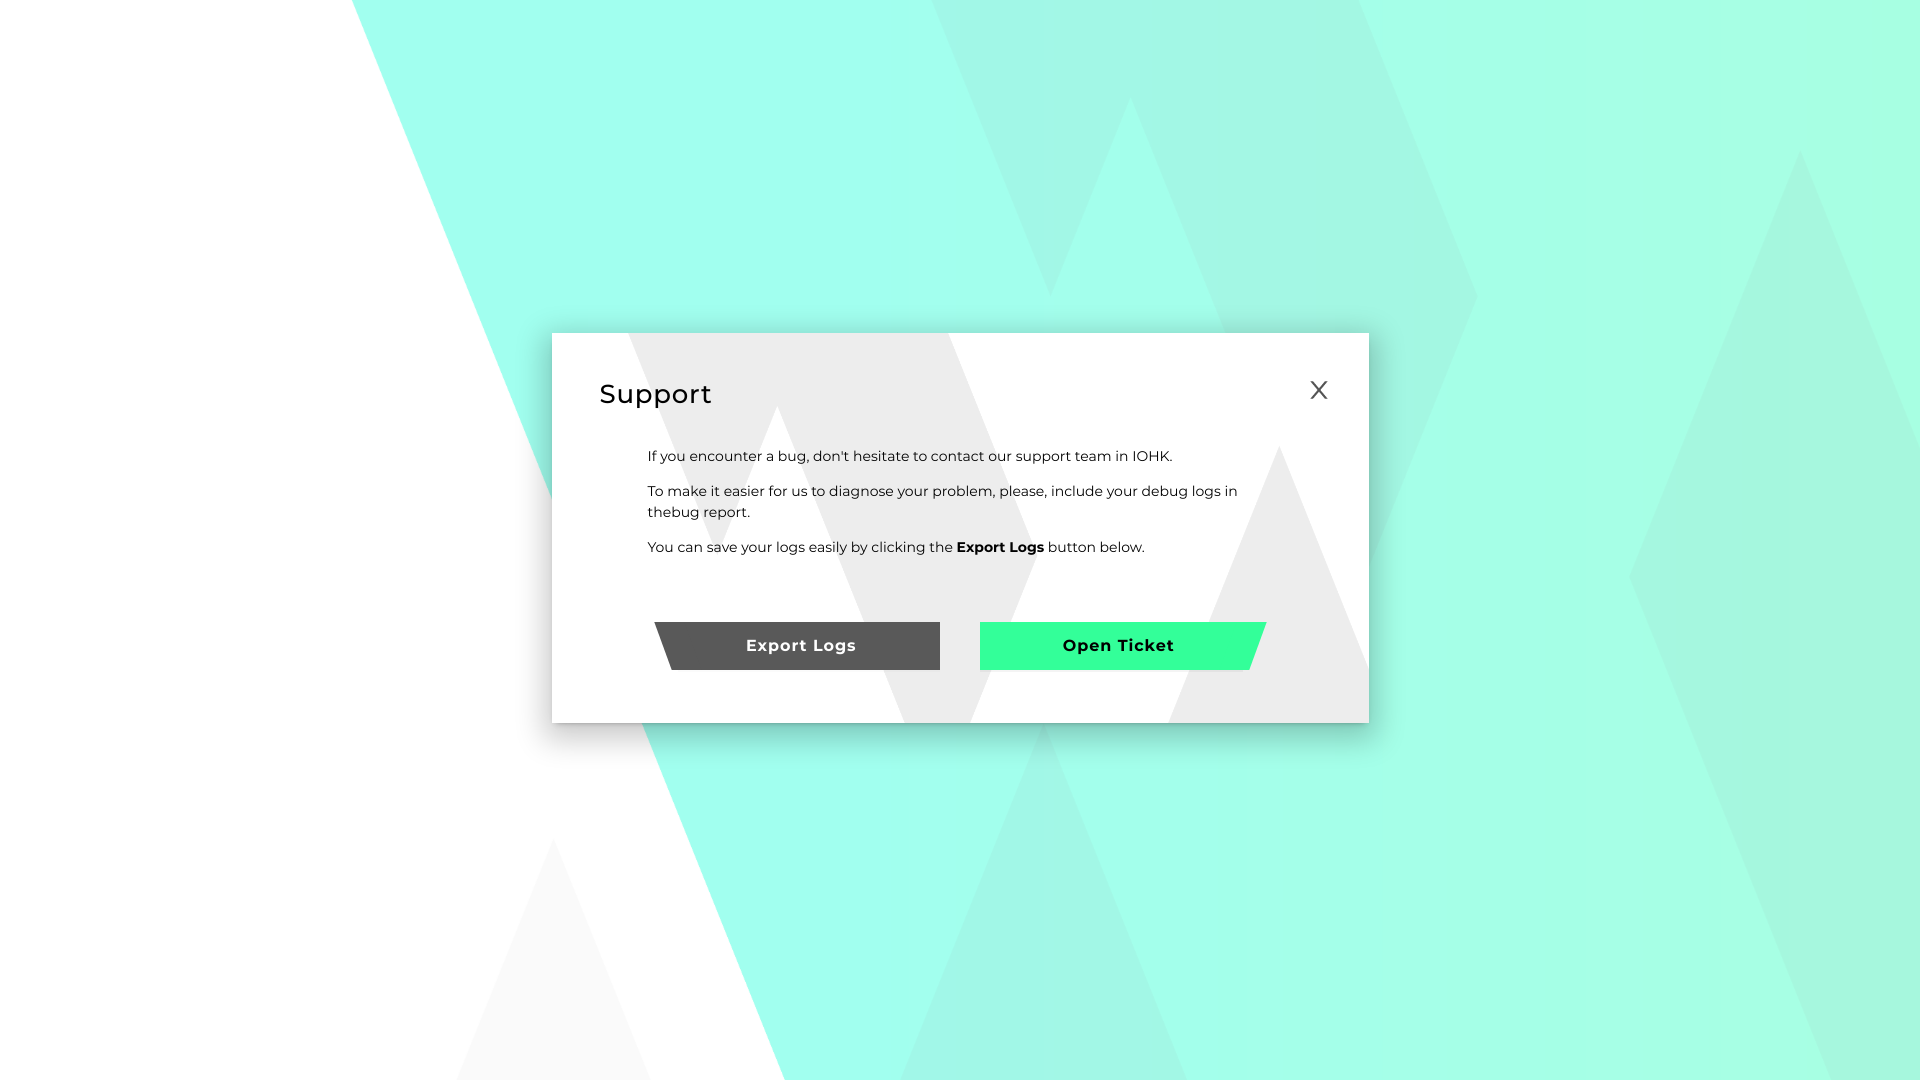 Support
X
If you encounter a bug, don't hesitate to contact our support team in IOHK.
To make it easier for us to diagnose your problem, please, include your debug logs in
thebug report.
You can save your logs easily by clicking the Export Logs button below.
Export Logs
Open Ticket